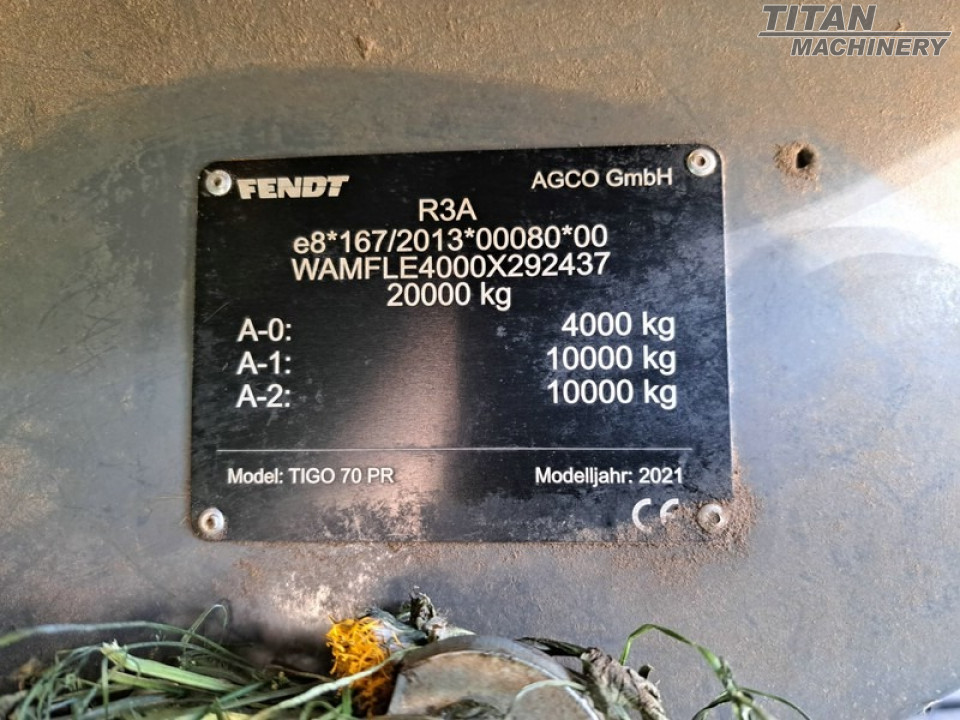 TITAN
MACHINERY
FENDT AGCO GmbH
R3A
e8*167/2013*00080*00
WAMFLE4000X292437
20000 kg
A-0: 4000 kg
A-1: 10000 kg
A-2: 10000 kg
Model: TIGO 70 PR Modelljahr: 2021
CE